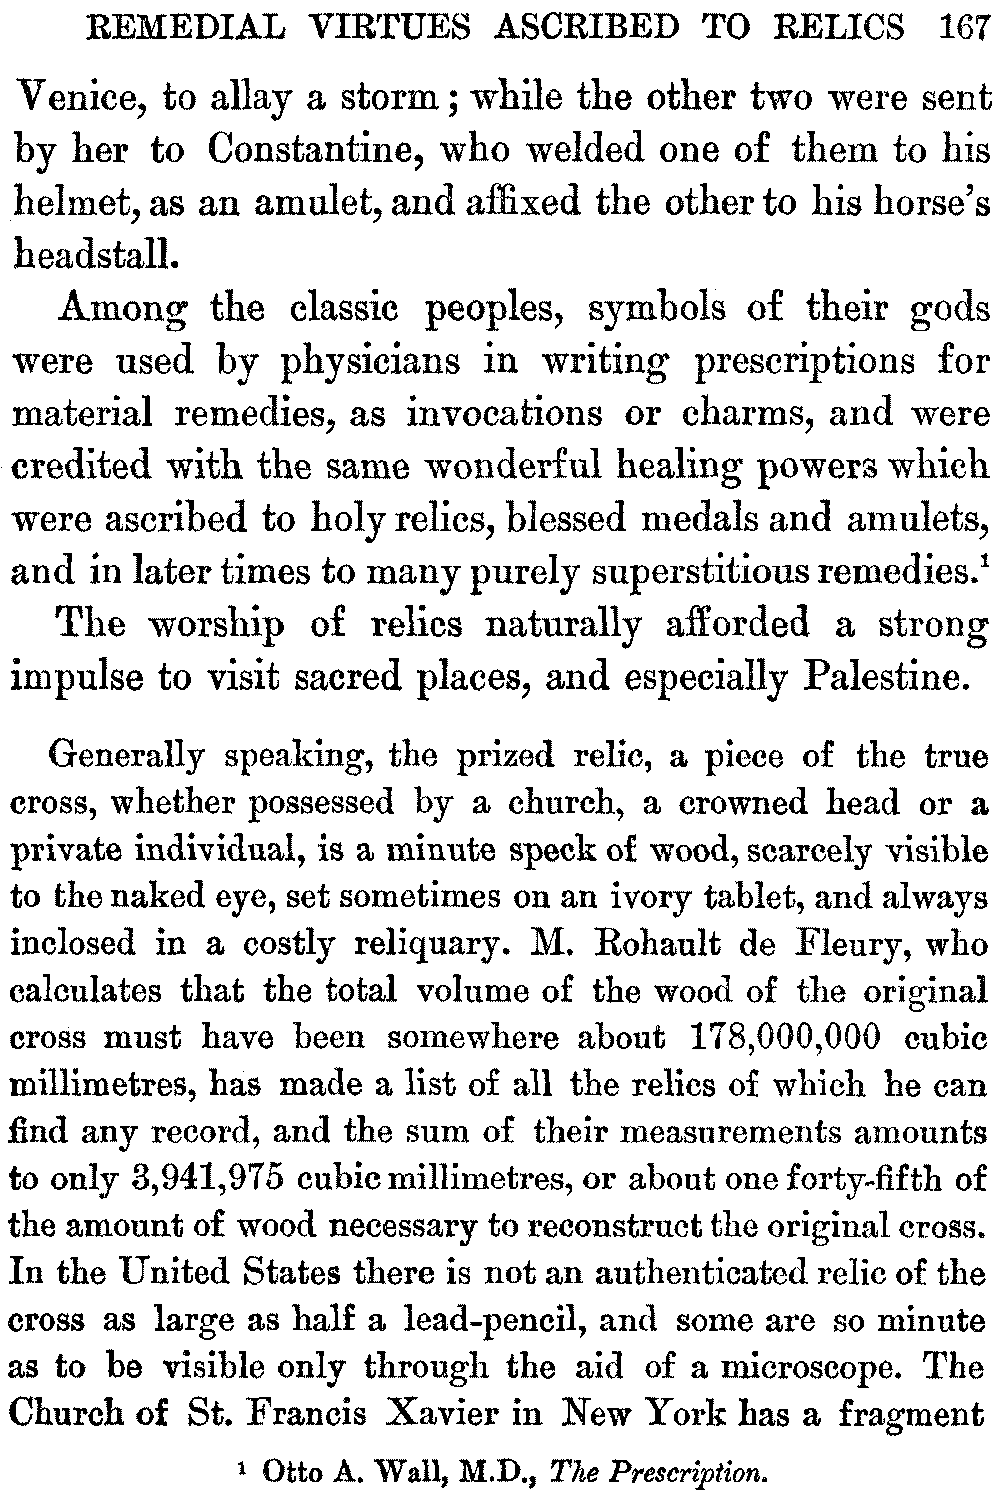 REMEDIAL VIRTUES ASCRIBED TO RELICS 167
Venice, to allay a storm; while the other two were sent
by her to Constantine, who welded one of them to his
helmet, as an amulet, and affixed the other to his horse's
headstall.
Among the classic peoples, symbols of their gods
were used by physicians in writing prescriptions for
material remedies, as invocations or charms, and were
credited with the same wonderful healing powers which
were ascribed to holy relics, blessed medals and amulets,
and in later times to many purely superstitious remedies.¹
The worship of relics naturally afforded a strong
impulse to visit sacred places, and especially Palestine.
Generally speaking, the prized relic, a piece of the true
cross, whether possessed by a church, a crowned head or a
private individual, is a minute speck of wood, scarcely visible
to the naked eye, set sometimes on an ivory tablet, and always
inclosed in a costly reliquary. M. Rohault de Fleury, who
calculates that the total volume of the wood of the original
cross must have been somewhere about 178,000,000 cubic
millimetres, has made a list of all the relics of which he can
find any record, and the sum of their measurements amounts
to only 3,941,975 cubic millimetres, or about one forty-fifth of
the amount of wood necessary to reconstruct the original cross.
In the United States there is not an authenticated relic of the
cross as large as half a lead-pencil, and some are so minute
as to be visible only through the aid of a microscope. The
Church of St. Francis Xavier in New York has a fragment
¹ Otto A. Wall, M.D., The Prescription.